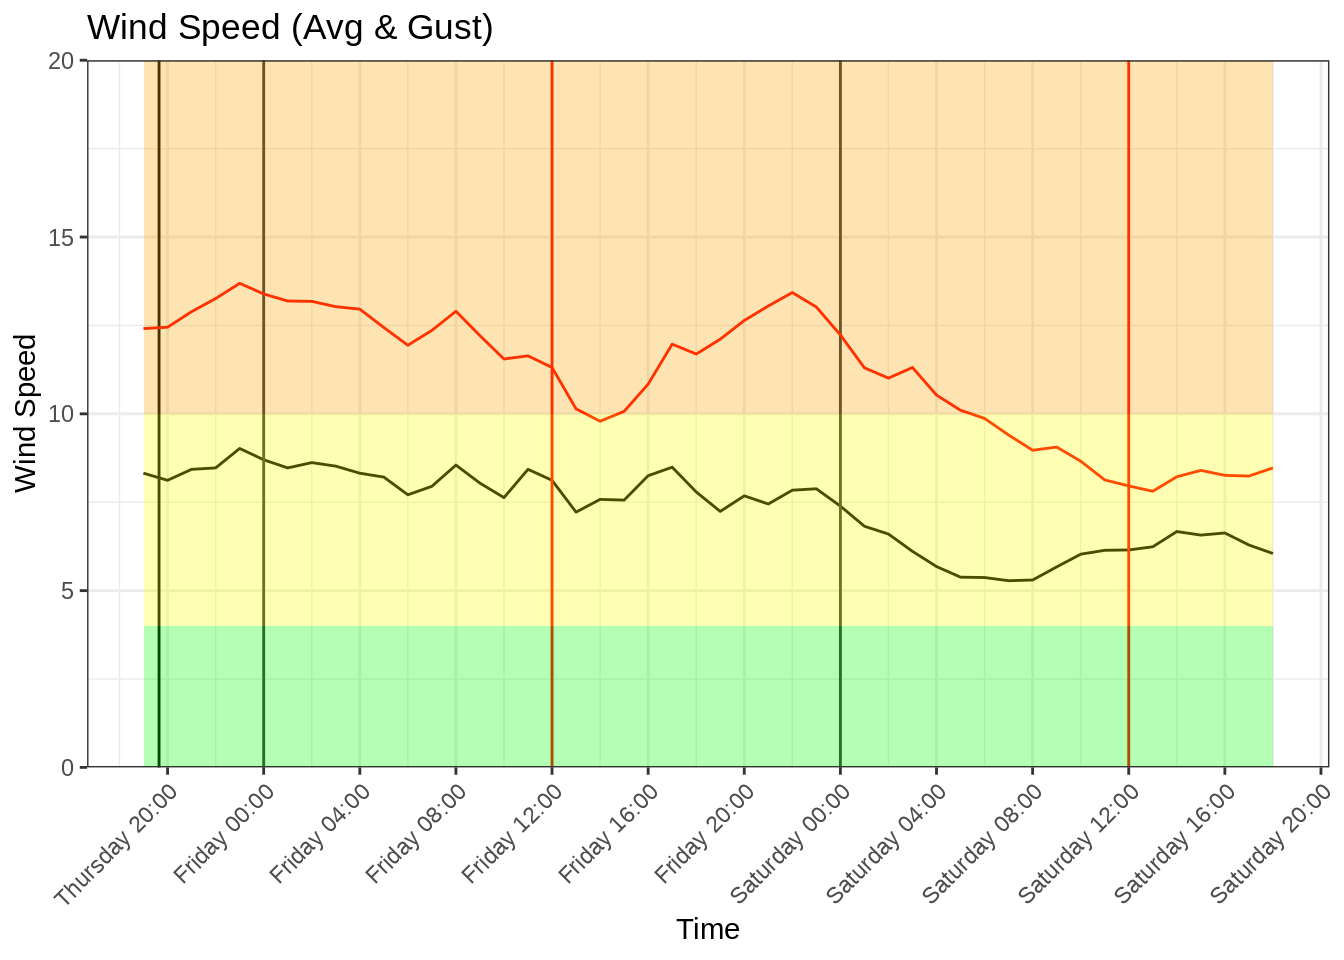 Wind Speed (Avg & Gust)
20
15
10
5
0
Wind Speed
Thursday 20:00
Friday 00:00
Friday 04:00
Friday 08:00
Friday 12:00
Friday 16:00
Friday 20:00
Saturday 00:00
Saturday 04:00
Saturday 08:00
Saturday 12:00
Saturday 16:00
Saturday 20:00
Time